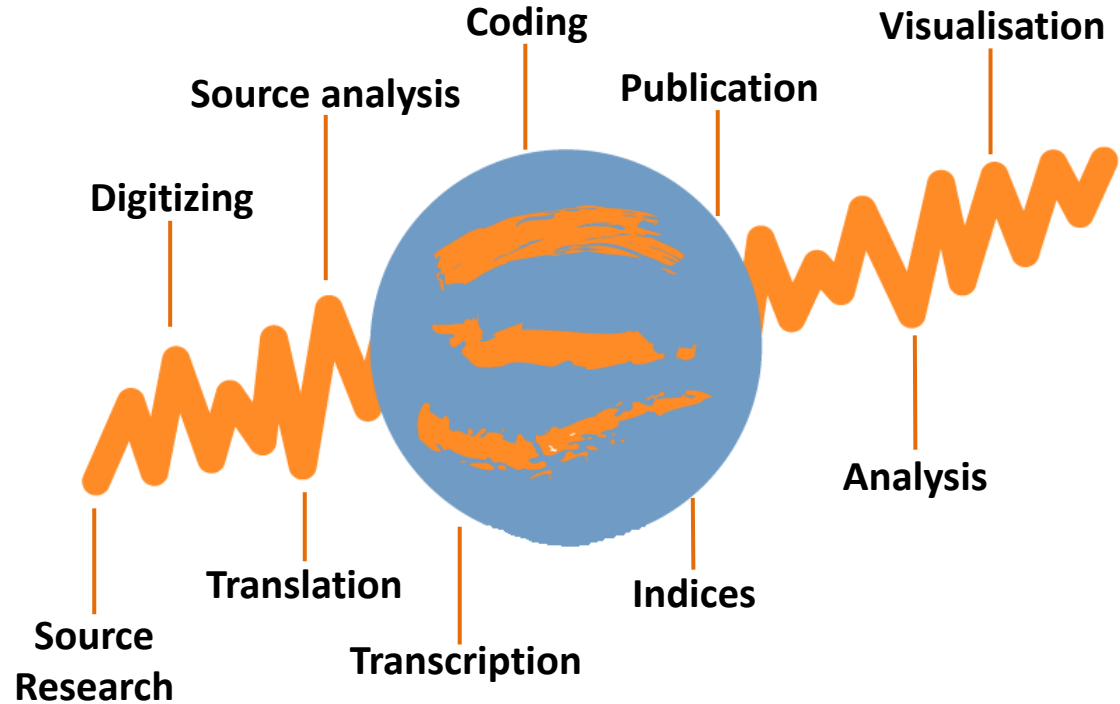 Coding
Visualisation
Source analysis
Publication
Digitizing
Analysis
Translation
Indices
Source
Research
Transcription